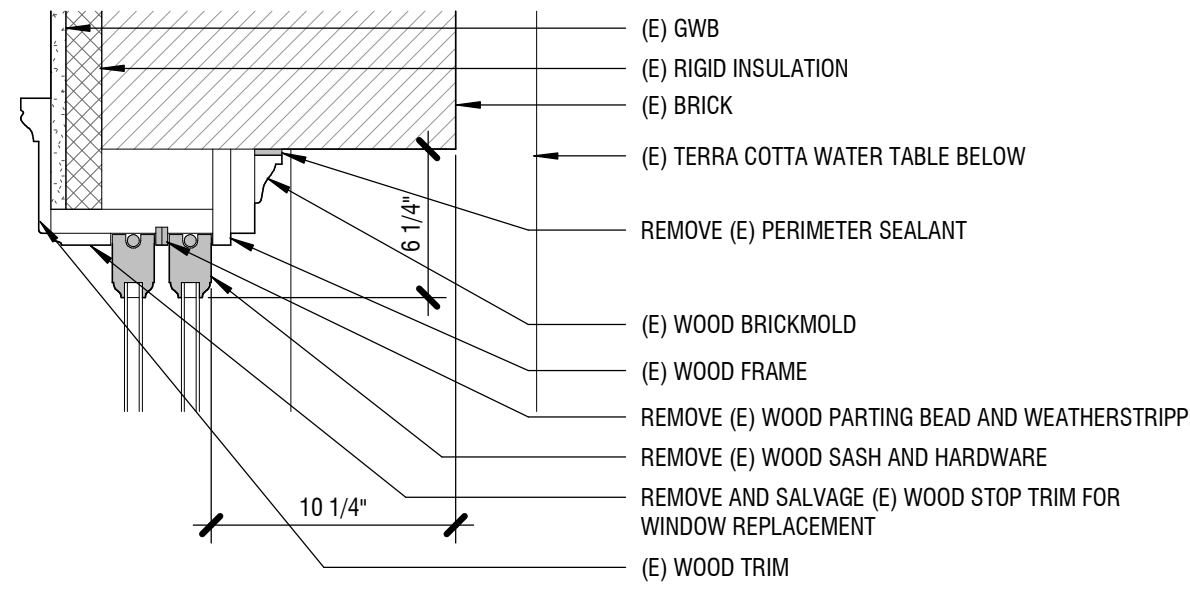 (E) GWB
(E) RIGID INSULATION
(E) BRICK
(E) TERRA COTTA WATER TABLE BELOW
REMOVE (E) PERIMETER SEALANT
6 1/4"
(E) WOOD BRICKMOLD
(E) WOOD FRAME
REMOVE (E) WOOD PARTING BEAD AND WEATHERSTRIPP
REMOVE (E) WOOD SASH AND HARDWARE
REMOVE AND SALVAGE (E) WOOD STOP TRIM FOR
WINDOW REPLACEMENT
10 1/4"
(E) WOOD TRIM